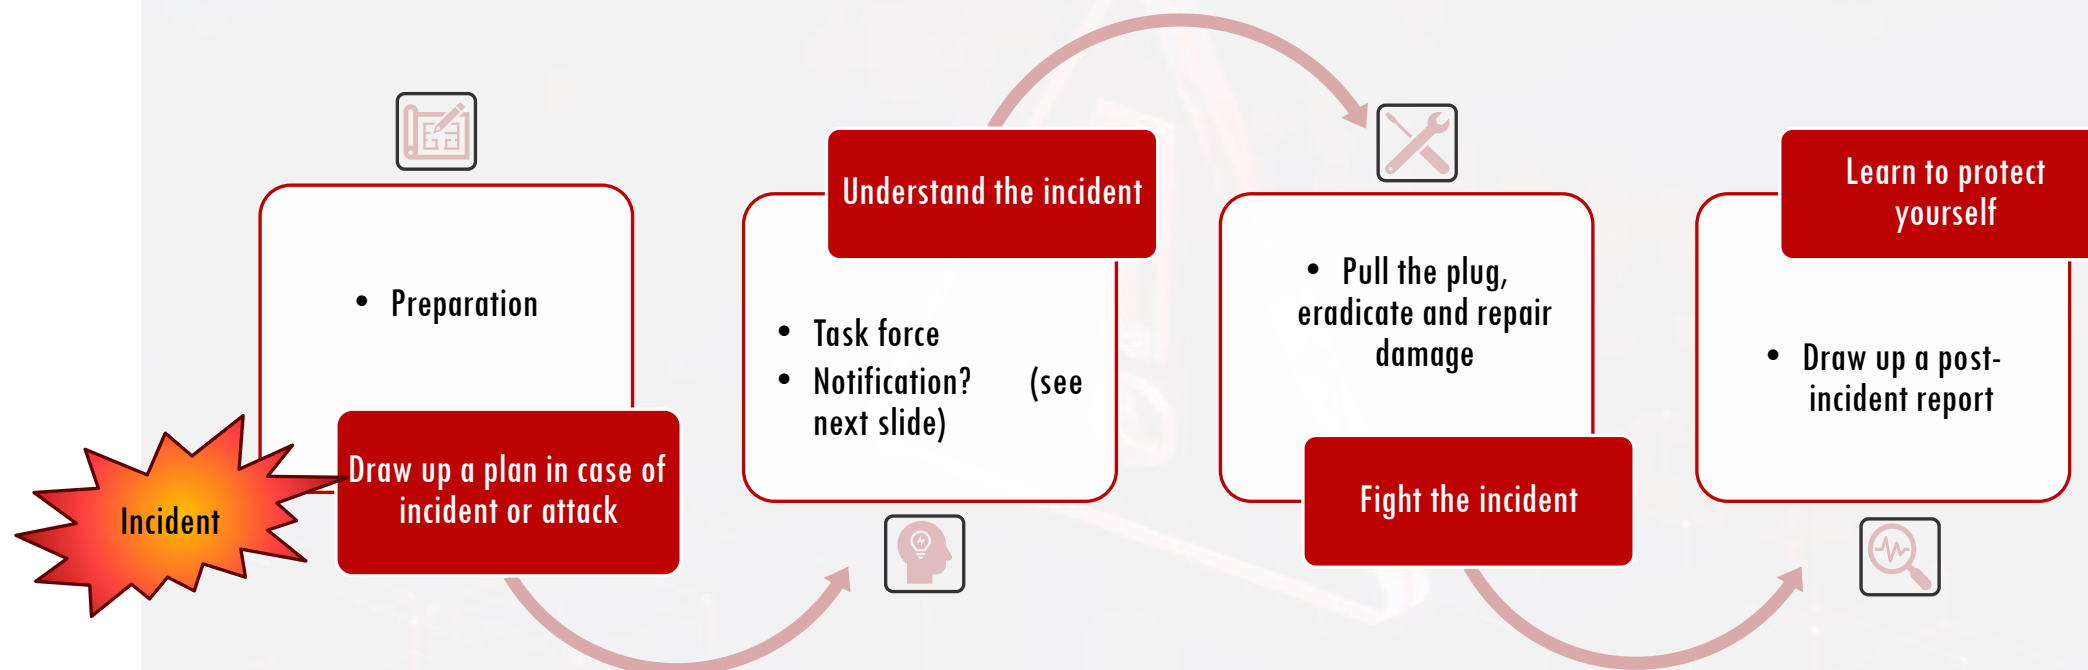 • Preparation
Draw up a plan in case of
incident or attack
Incident
Understand the incident
• Task force
• Notification? (see
next slide)
• Pull the plug,
eradicate and repair
damage
Fight the incident
Learn to protect
yourself
• Draw up a post-
incident report